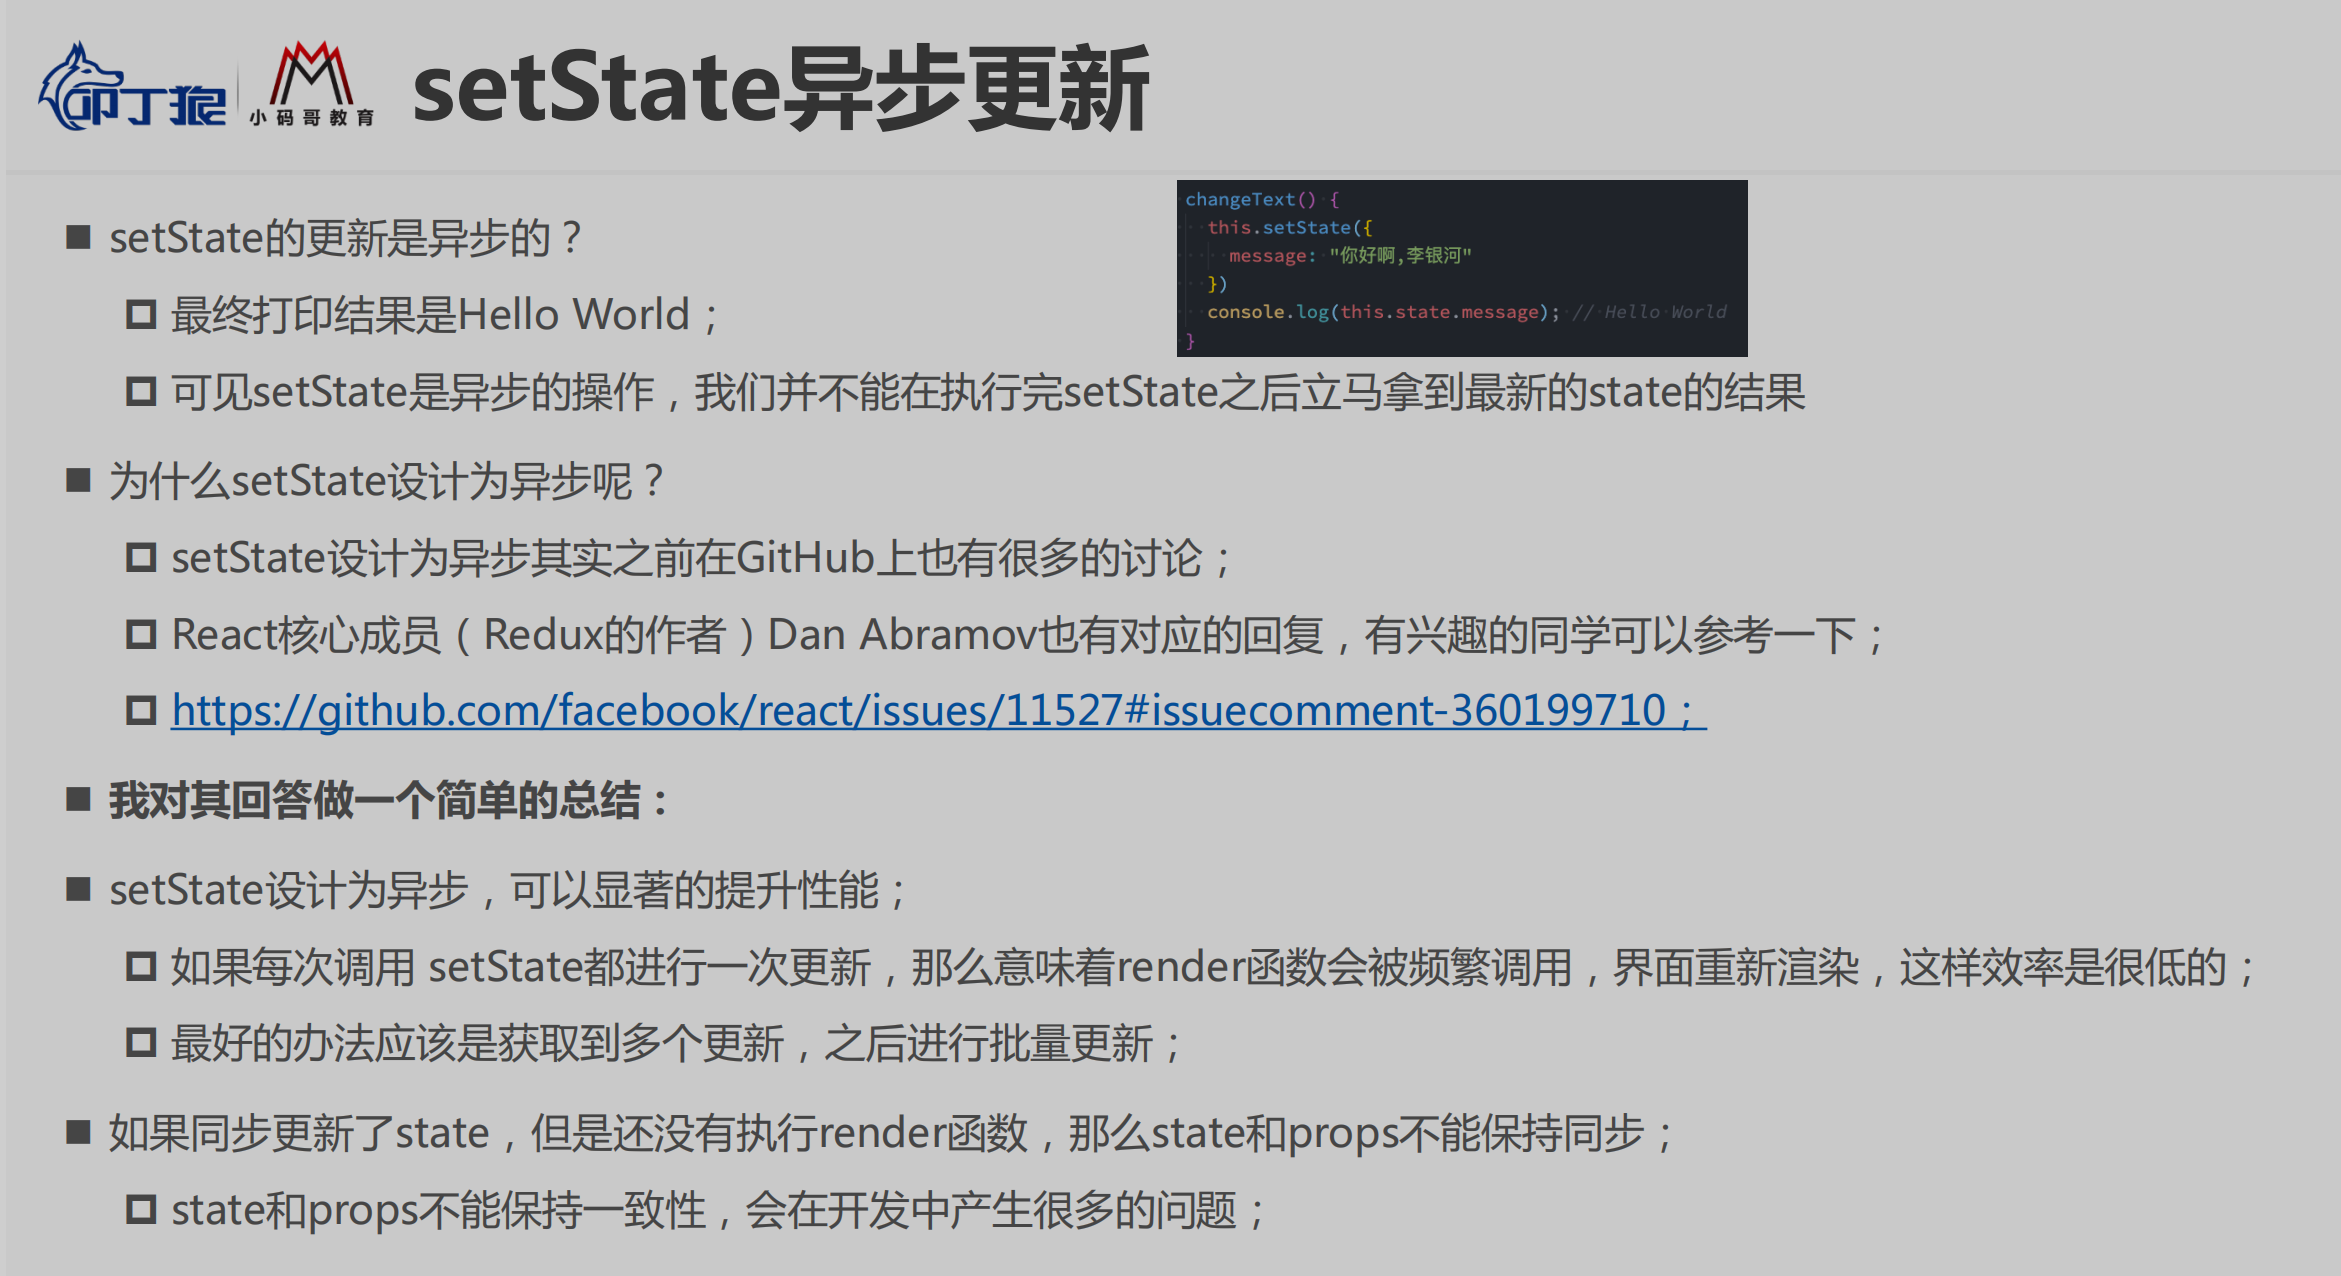 叩丁狼
小码哥教育
setState异步更新
setState的更新是异步的？
最终打印结果是Hello World；
changeText() {
this.setState({
message: "你好啊,李银河"
})
console.log(this.state.message); // Hello World
}
可见setState是异步的操作，我们并不能在执行完setState之后立马拿到最新的state的结果
为什么setState设计为异步呢？
setState设计为异步其实之前在GitHub上也有很多的讨论；
React核心成员（Redux的作者）Dan Abramov也有对应的回复，有兴趣的同学可以参考一下；
https://github.com/facebook/react/issues/11527#issuecomment-360199710；
我对其回答做一个简单的总结：
setState设计为异步，可以显著的提升性能；
如果每次调用 setState都进行一次更新，那么意味着render函数会被频繁调用，界面重新渲染，这样效率是很低的；
最好的办法应该是获取到多个更新，之后进行批量更新；
如果同步更新了state，但是还没有执行render函数，那么state和props不能保持同步；
state和props不能保持一致性，会在开发中产生很多的问题；